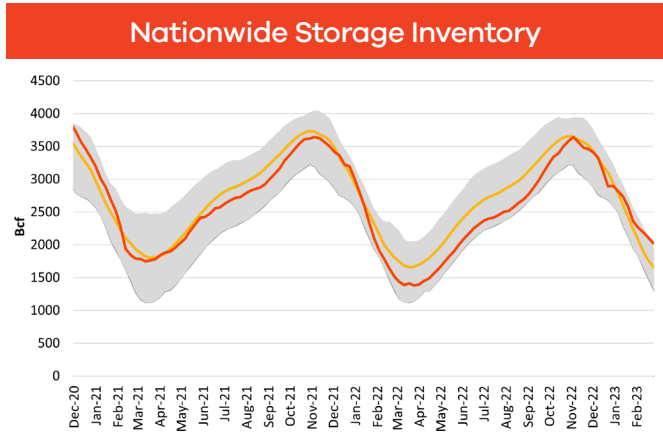 Nationwide Storage Inventory
4500
4000
3500
3000
2500
2000
1500
1000
500
0
Bcf
Dec-20
Jan-21
Feb-21
Mar-21
Apr-21
May-21
Jun-21
Jul-21
Aug-21
Sep-21
Oct-21
Nov-21
Dec-21
Jan-22
Feb-22
Mar-22
Apr-22
May-22
Jun-22
Jul-22
Aug-22
Sep-22
Oct-22
Nov-22
Dec-22
Jan-23
Feb-23